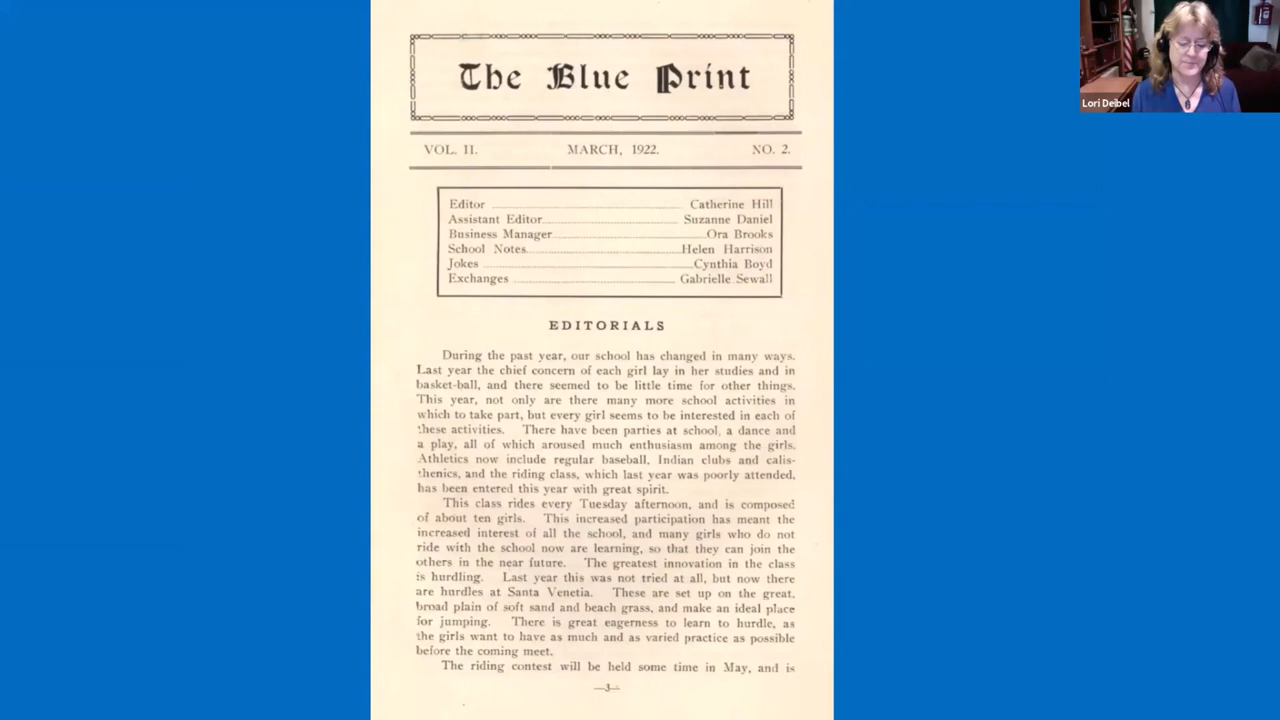 The Blue Print
VOL. II. MARCH, 1922. NO. 2.
Editor Catherine Hill
Assistant Editor Suzanne Daniel
Business Manager Ora Brooks
School Notes Helen Harrison
Jokes Cynthia Boyd
Exchanges Gabrielle Sewall
EDITORIALS
During the past year, our school has changed in many ways.
Last year the chief concern of each girl lay in her studies and in
basket-ball, and there seemed to be little time for other things.
This year, not only are there many more school activities in
which to take part, but every girl seems to be interested in each of
these activities. There have been parties at school, a dance and
a play, all of which aroused much enthusiasm among the girls.
Athletics now include regular baseball, Indian clubs and calis-
thenics, and the riding class, which last year was poorly attended,
has been entered this year with great spirit.
This class rides every Tuesday afternoon, and is composed
of about ten girls. This increased participation has meant the
increased interest of all the school, and many girls who do not
ride with the school now are learning, so that they can join the
others in the near future. The greatest innovation in the class
is hurdling. Last year this was not tried at all, but now there
are hurdles at Santa Venetia. These are set up on the great,
broad plain of soft sand and beach grass, and make an ideal place
for jumping. There is great eagerness to learn to hurdle, as
the girls want to have as much and as varied practice as possible
before the coming meet.
The riding contest will be held some time in May, and is
—3—
Lori Deibel